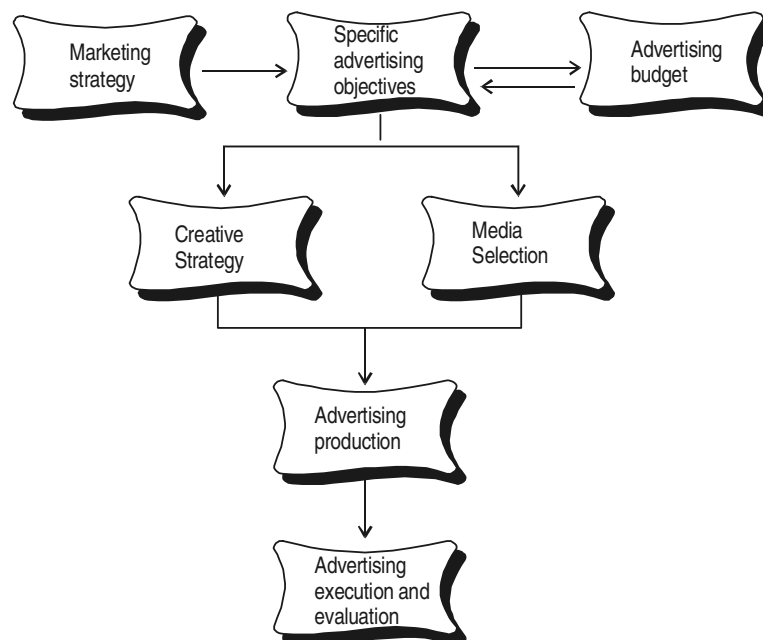 Marketing
strategy
Specific
advertising
objectives
Advertising
budget
Creative
Strategy
Media
Selection
Advertising
production
Advertising
execution and
evaluation